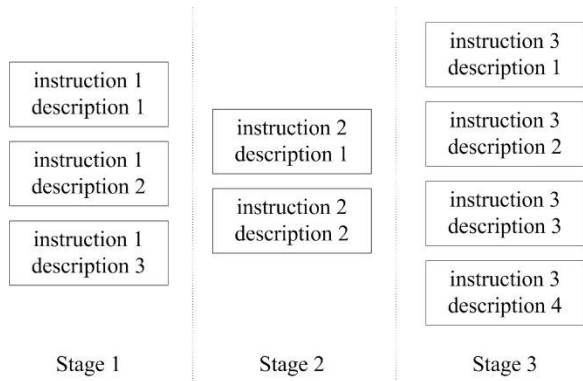 instruction 1
description 1
instruction 1
description 2
instruction 1
description 3
Stage 1
instruction 2
description 1
instruction 2
description 2
Stage 2
instruction 3
description 1
instruction 3
description 2
instruction 3
description 3
instruction 3
description 4
Stage 3